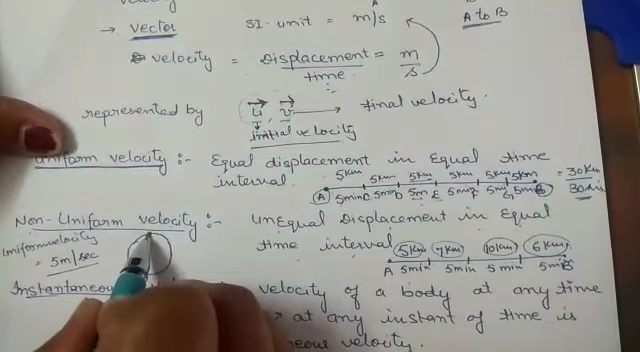 → vector SI. unit = m/s A to B
velocity = Displacement/time = m/s
represented by u, v → final velocity.
initial velocity
Uniform velocity :- Equal displacement in Equal time
interval.
5km 5km 5km 5km 5km 5km = 30km/30min
A 5min C 5min D 5m E 5min F 5min G 5min B
Non-Uniform velocity :- UnEqual Displacement in Equal
time interval
uniform velocity
= 5m/sec
5km 7km 10km 6km
A 5min 5min 5min 5min B
Instantaneous velocity of a body at any time
at any instant of time is
velocity.